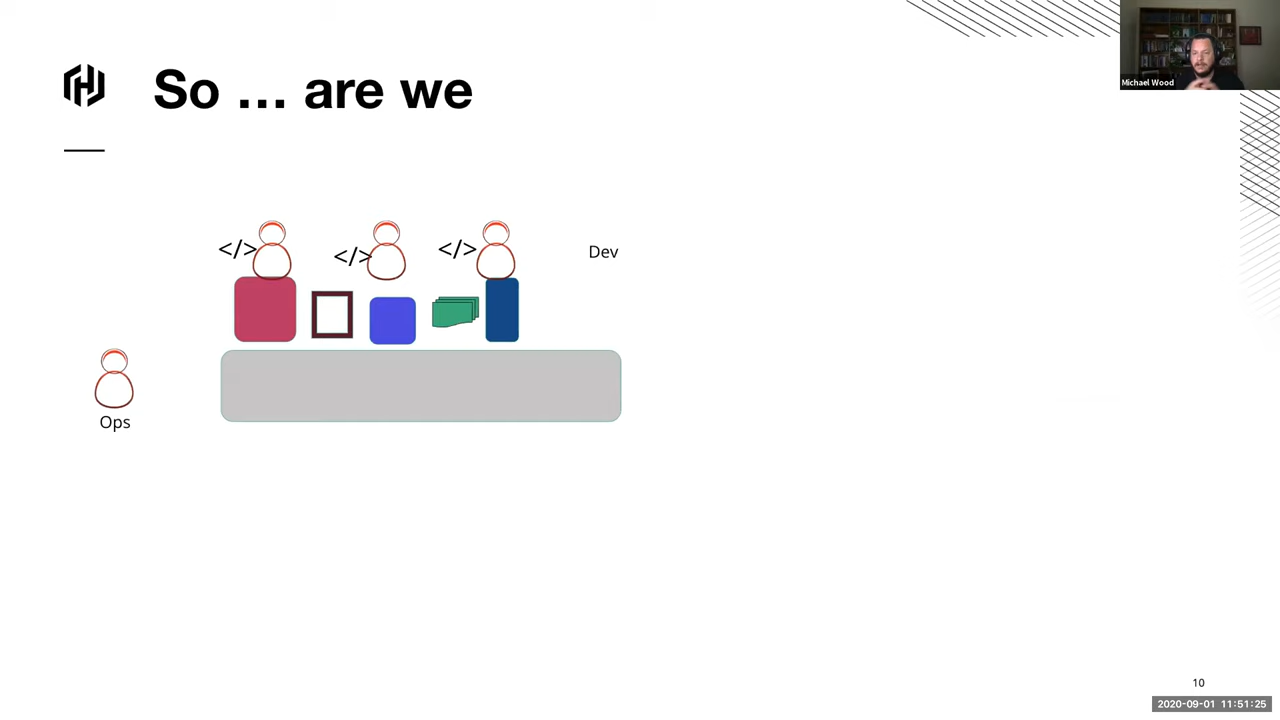 Michael Wood
So … are we
</> </> </>
Dev
Ops
10
2020-09-01 11:51:25